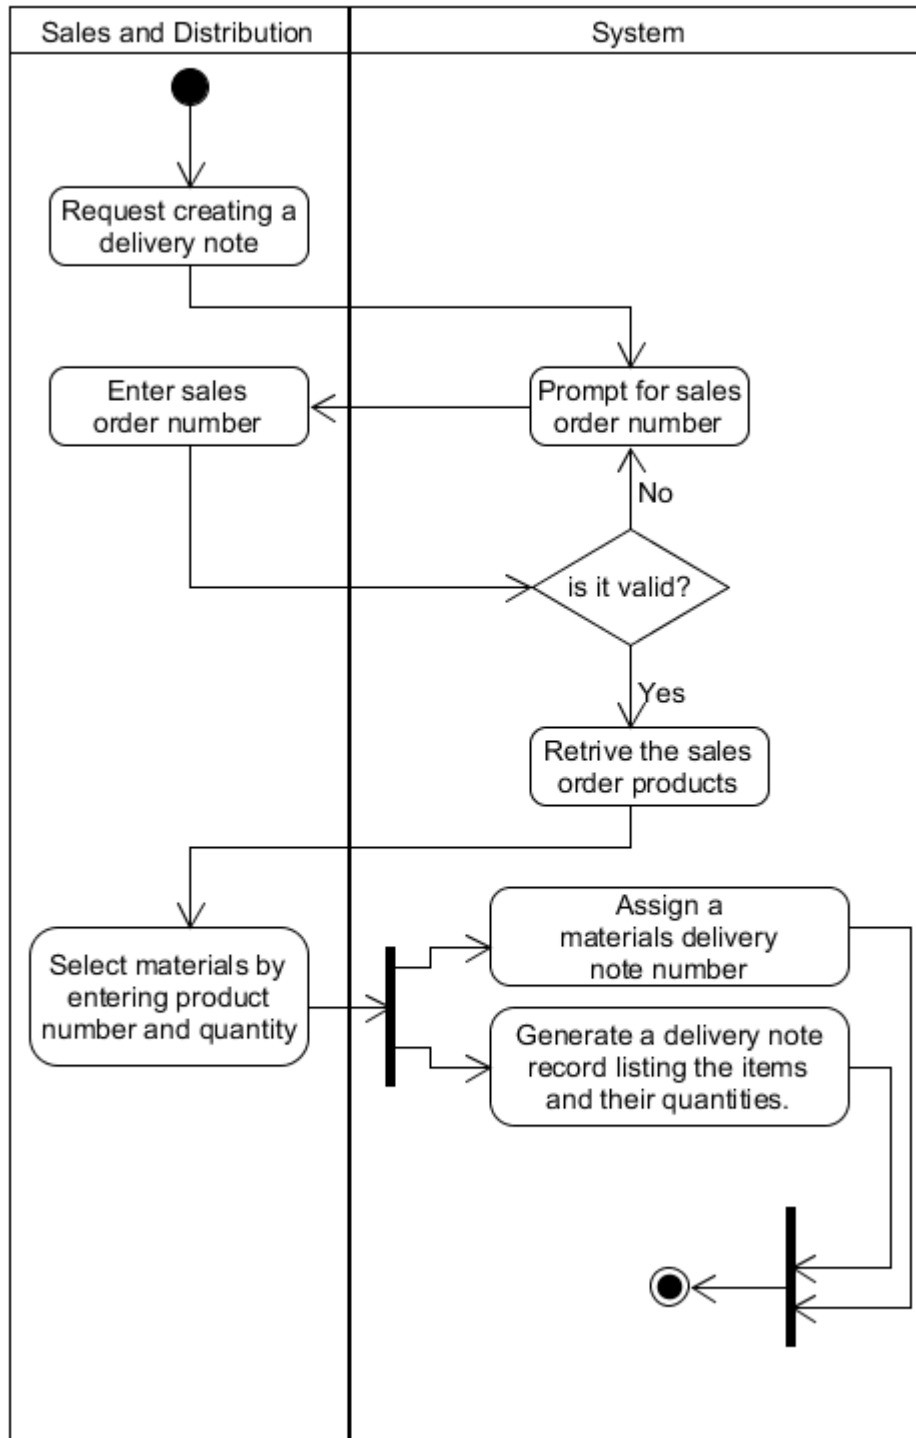 Sales and Distribution
System
Request creating a
delivery note
Enter sales
order number
Prompt for sales
order number
No
is it valid?
Yes
Retrive the sales
order products
Select materials by
entering product
number and quantity
Assign a
materials delivery
note number
Generate a delivery note
record listing the items
and their quantities.